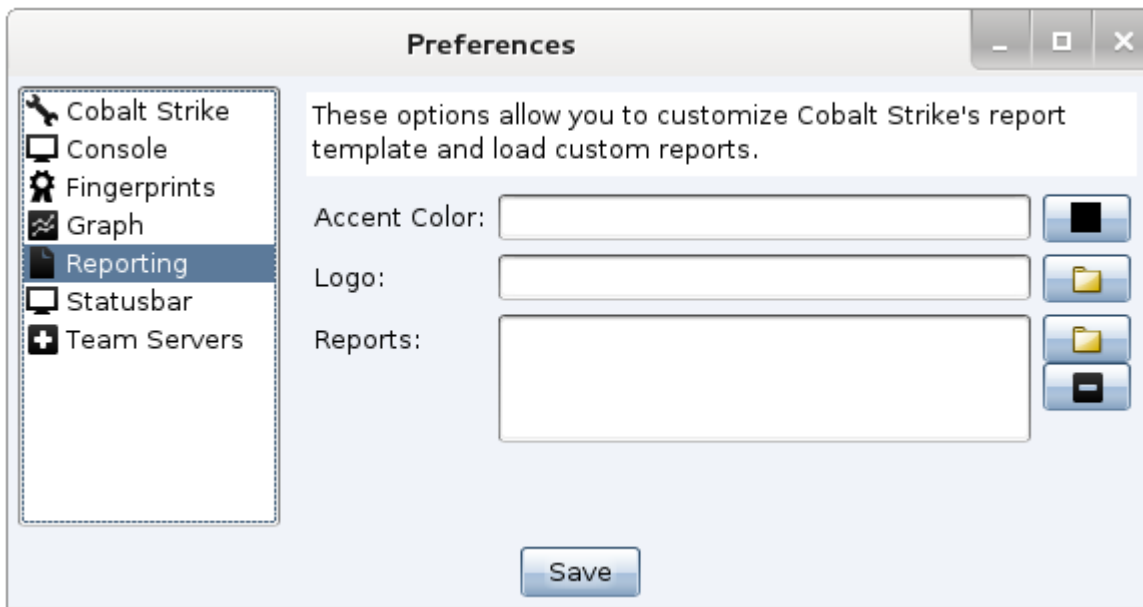 Preferences
Cobalt Strike
Console
Fingerprints
Graph
Reporting
Statusbar
Team Servers
These options allow you to customize Cobalt Strike's report
template and load custom reports.
Accent Color:
Logo:
Reports:
Save